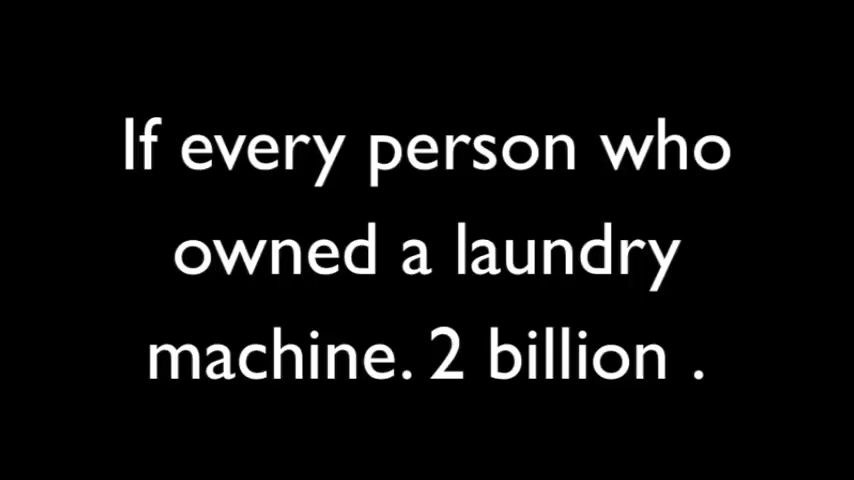 If every person who
owned a laundry
machine. 2 billion .